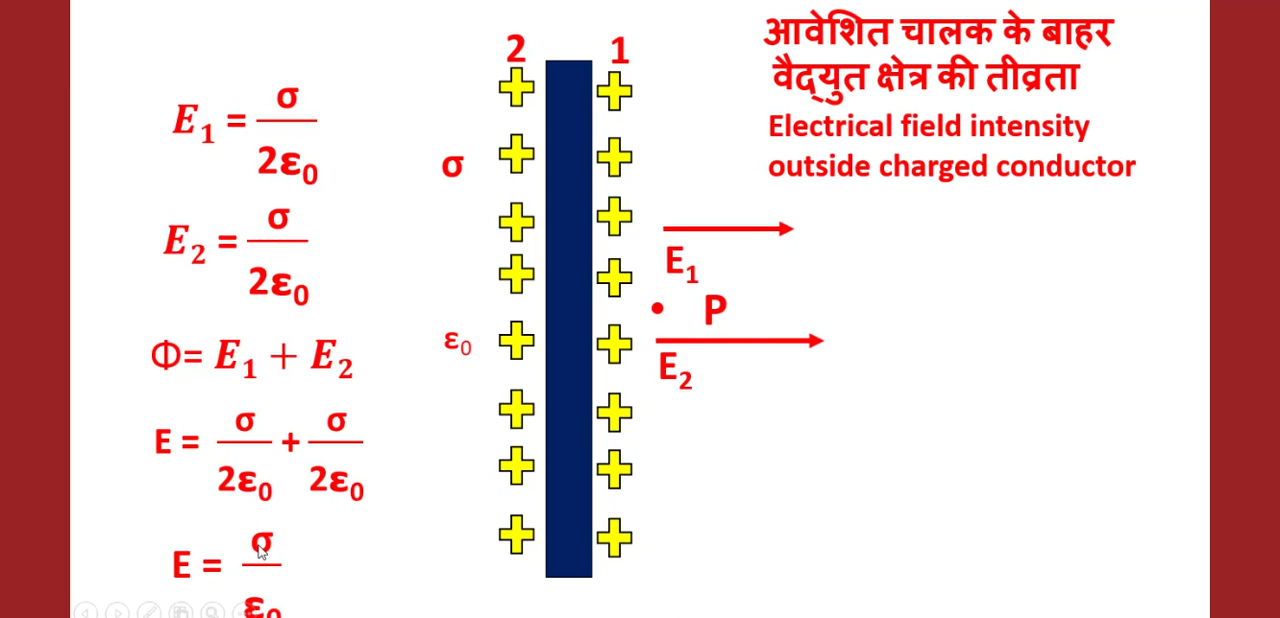 आवेशित चालक के बाहर
वैद्युत क्षेत्र की तीव्रता
Electrical field intensity
outside charged conductor
E₁ = σ / 2ε₀
E₂ = σ / 2ε₀
Φ= E₁ + E₂
E = σ / 2ε₀ + σ / 2ε₀
E = σ / ε₀
2 1
σ
ε₀
E₁
• P
E₂